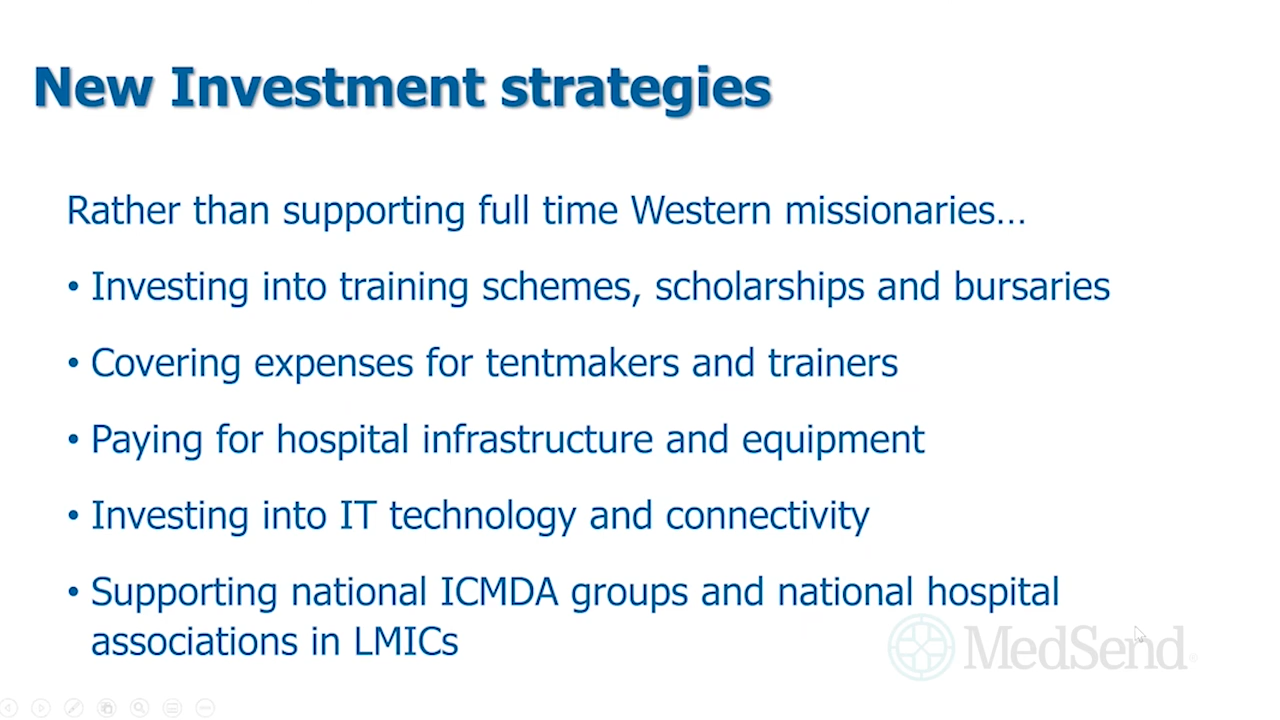 New Investment strategies
Rather than supporting full time Western missionaries…
• Investing into training schemes, scholarships and bursaries
• Covering expenses for tentmakers and trainers
• Paying for hospital infrastructure and equipment
• Investing into IT technology and connectivity
• Supporting national ICMDA groups and national hospital
associations in LMICs
MedSend